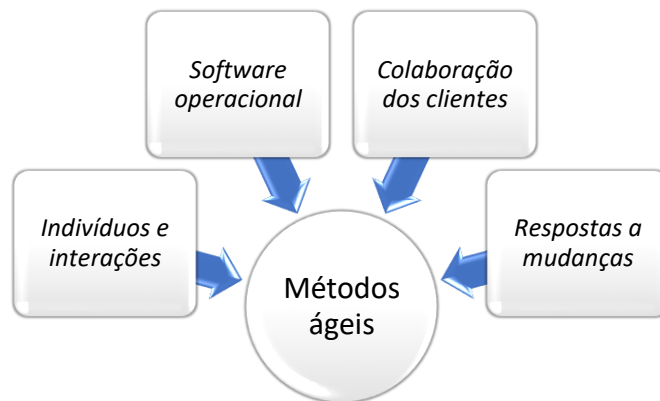 Software
operacional
Colaboração
dos clientes
Indivíduos e
interações
Respostas a
mudanças
Métodos
ágeis